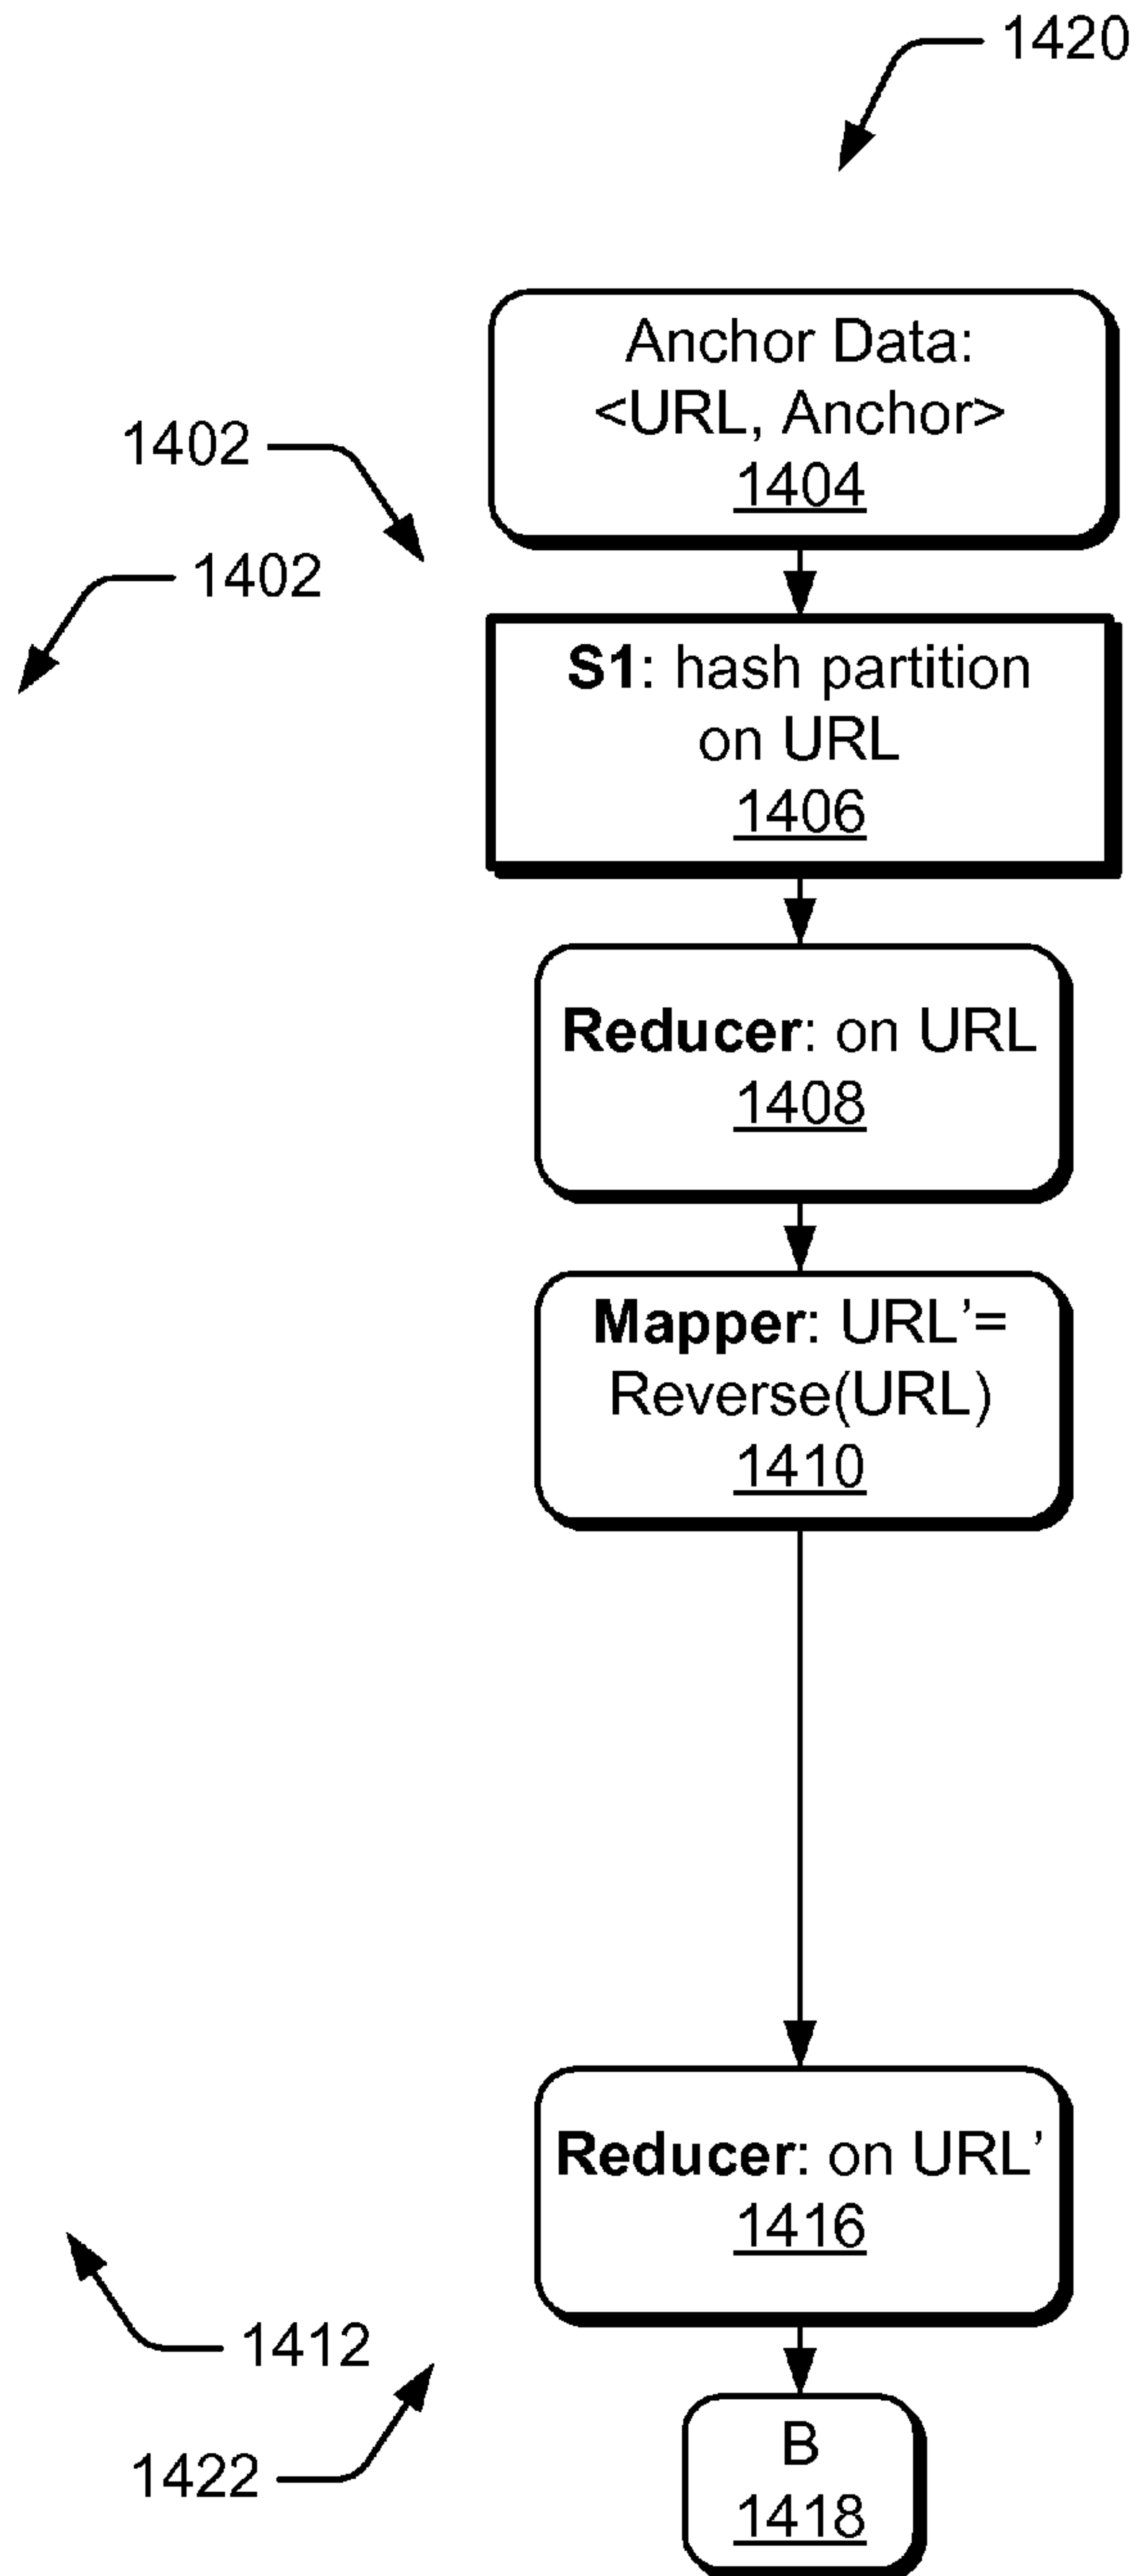 1420
Anchor Data:
<URL, Anchor>
1404
1402
1402
S1: hash partition
on URL
1406
Reducer: on URL
1408
Mapper: URL’=
Reverse(URL)
1410
Reducer: on URL’
1416
1412
1422
B
1418